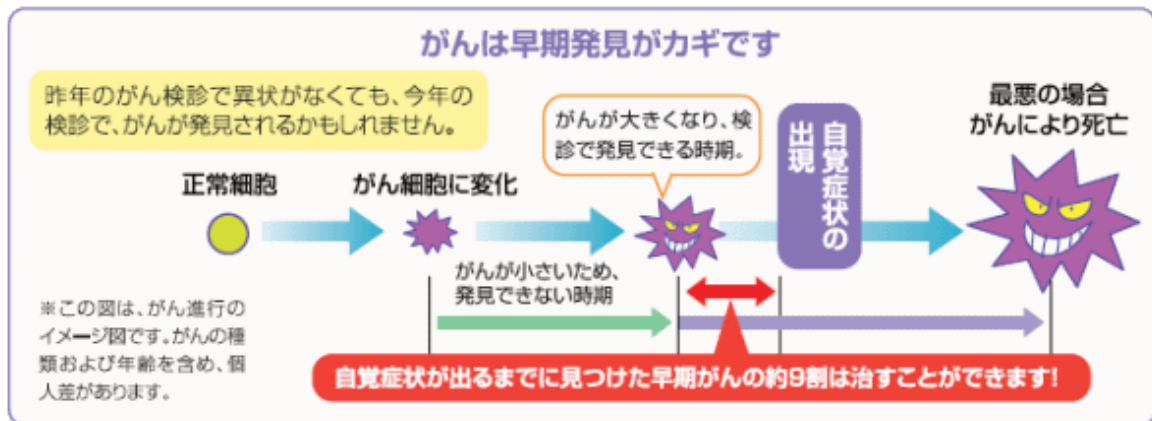 がんは早期発見がカギです
昨年のがん検診で異状がなくても、今年の
検診で、がんが発見されるかもしれません。
正常細胞
がん細胞に変化
がんが大きくなり、検
診で発見できる時期。
自覚症状の
出現
最悪の場合
がんにより死亡
がんが小さいため、
発見できない時期
※この図は、がん進行の
イメージ図です。がんの種
類および年齢を含め、個
人差があります。
自覚症状が出るまでに見つけた早期がんの約9割は治すことができます!